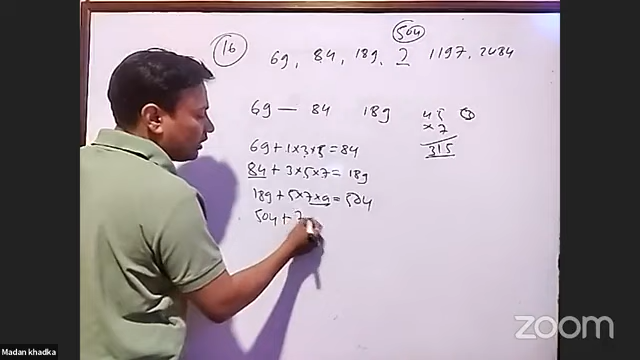 504
16
69, 84, 189, ? 1197, 2484
69 — 84 189
45
×7
315
69 + 1×3×5 = 84
84 + 3×5×7 = 189
189 + 5×7×9 = 504
504 + 7
Madan khadka
zoom